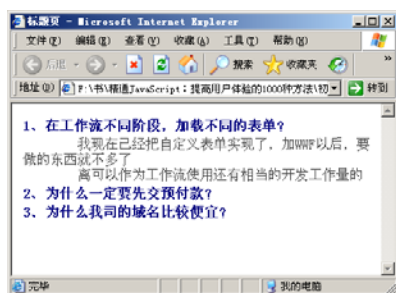 标题页 - Microsoft Internet Explorer
文件(F) 编辑(E) 查看(V) 收藏(A) 工具(T) 帮助(H)
后退 搜索 收藏夹
地址(D) F:\书\精通JavaScript：提高用户体验的1000种方法\初 转到
1、在工作流不同阶段，加载不同的表单？
我现在已经把自定义表单实现了，加WWF以后，要
做的东西就不多了
离可以作为工作流使用还有相当的开发工作量的
2、为什么一定要先交预付款？
3、为什么我司的域名比较便宜？
完毕 我的电脑